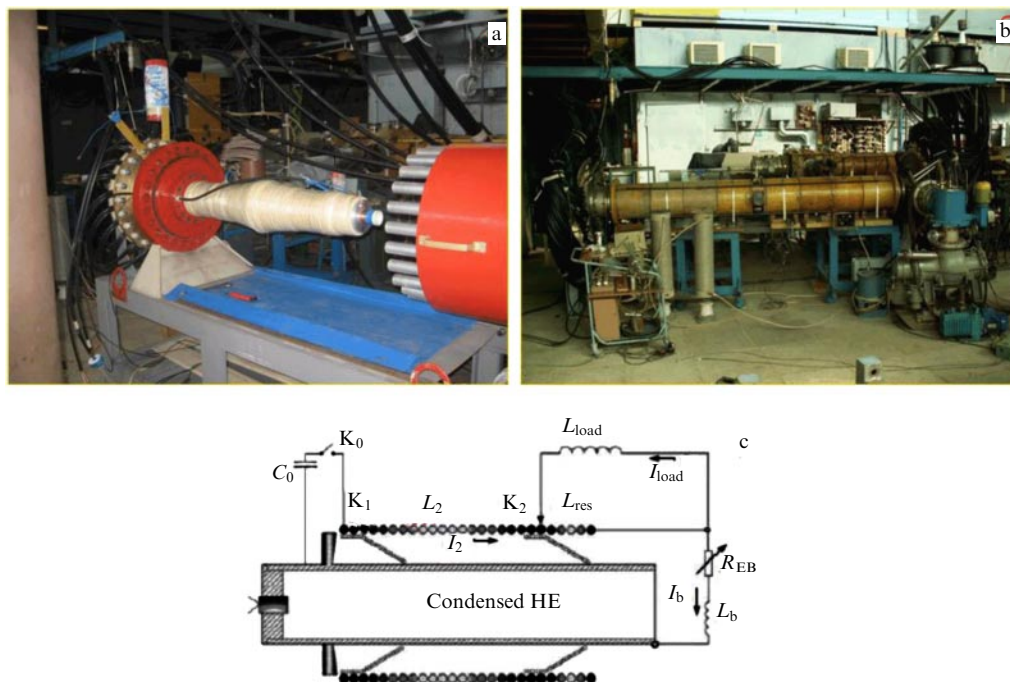 a
b
c
K0
C0
Lload
Iload
K1
L2
K2
Lres
I2
REB
Condensed HE
Ib
Lb